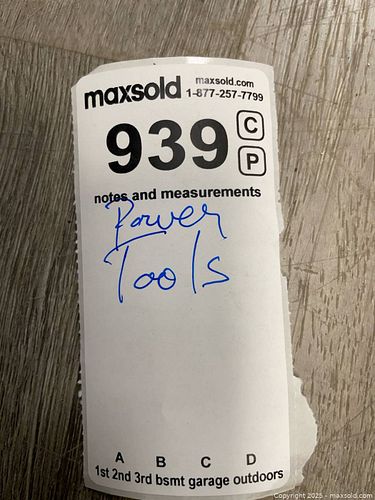 maxsold maxsold.com
1-877-257-7799
939 C
P
notes and measurements
Power
Tools
A B C D
1st 2nd 3rd bsmt garage outdoors
Copyright 2025 - maxsold.com